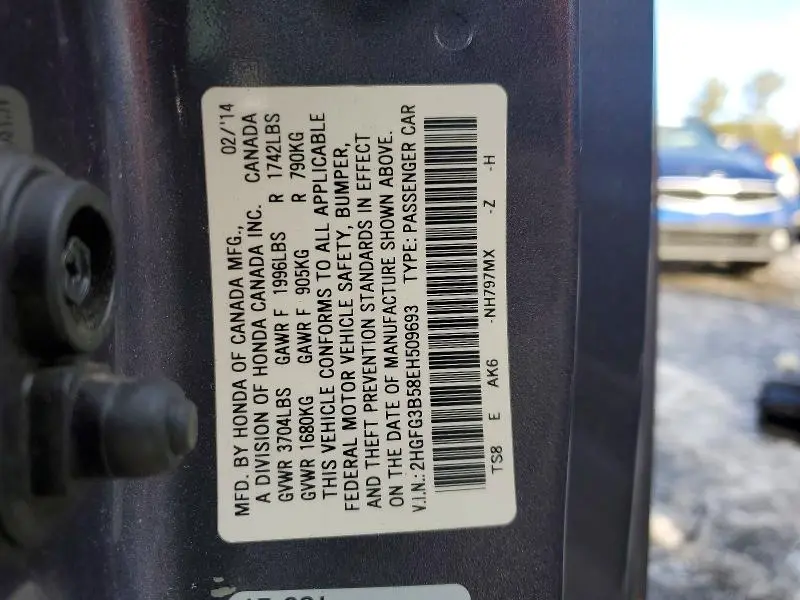 MFD. BY HONDA OF CANADA MFG., 02/'14
A DIVISION OF HONDA CANADA INC. CANADA
GVWR 3704LBS GAWR F 1996LBS R 1742LBS
GVWR 1680KG GAWR F 905KG R 790KG
THIS VEHICLE CONFORMS TO ALL APPLICABLE
FEDERAL MOTOR VEHICLE SAFETY, BUMPER,
AND THEFT PREVENTION STANDARDS IN EFFECT
ON THE DATE OF MANUFACTURE SHOWN ABOVE.
V.I.N.: 2HGFG3B58EH509693 TYPE: PASSENGER CAR
TS8 E AK6 -NH797MX -Z -H